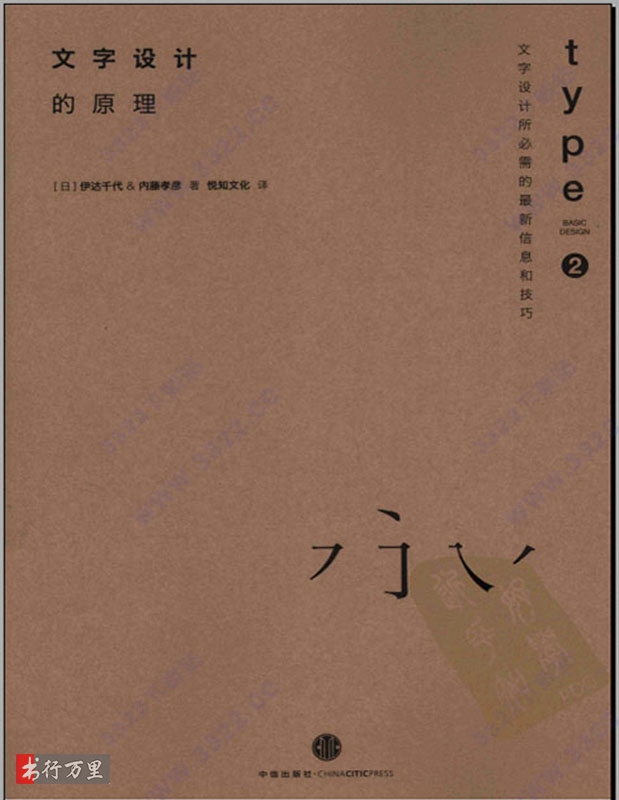 文字设计
的原理
[日]伊达千代 & 内藤孝彦 著 悦知文化 译
type
BASIC
DESIGN
2
文字设计所必需的最新信息和技巧
中信出版社·CHINACITICPRESS
书行万里